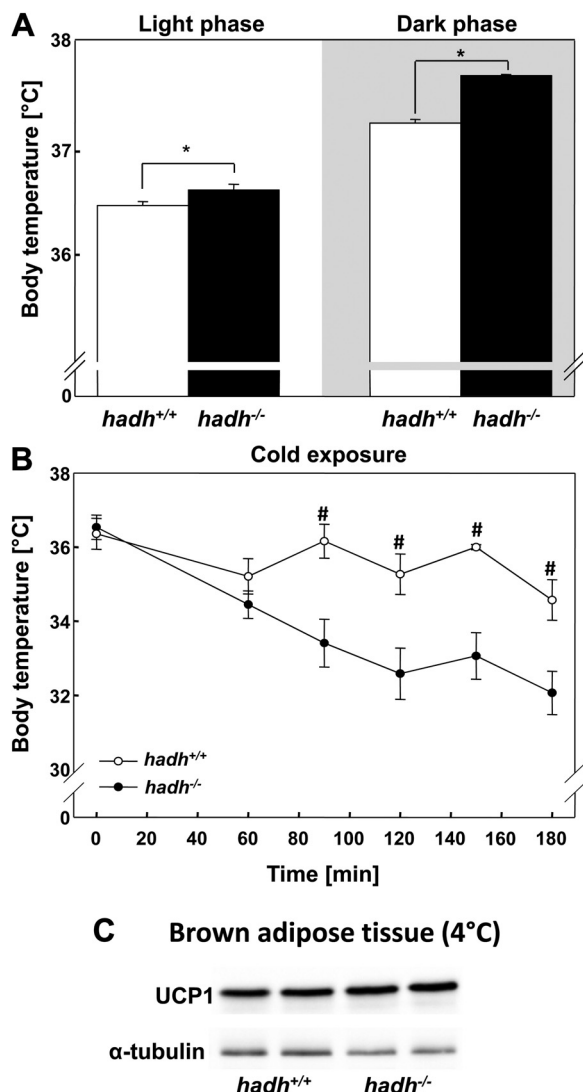 A
Light phase Dark phase
Body temperature [°C]
38
37
36
0
*
*
hadh+/+ hadh-/- hadh+/+ hadh-/-
B
Cold exposure
Body temperature [°C]
38
36
34
32
30
0
# # # #
hadh+/+
hadh-/-
0 20 40 60 80 100 120 140 160 180
Time [min]
C Brown adipose tissue (4°C)
UCP1
α-tubulin
hadh+/+ hadh-/-